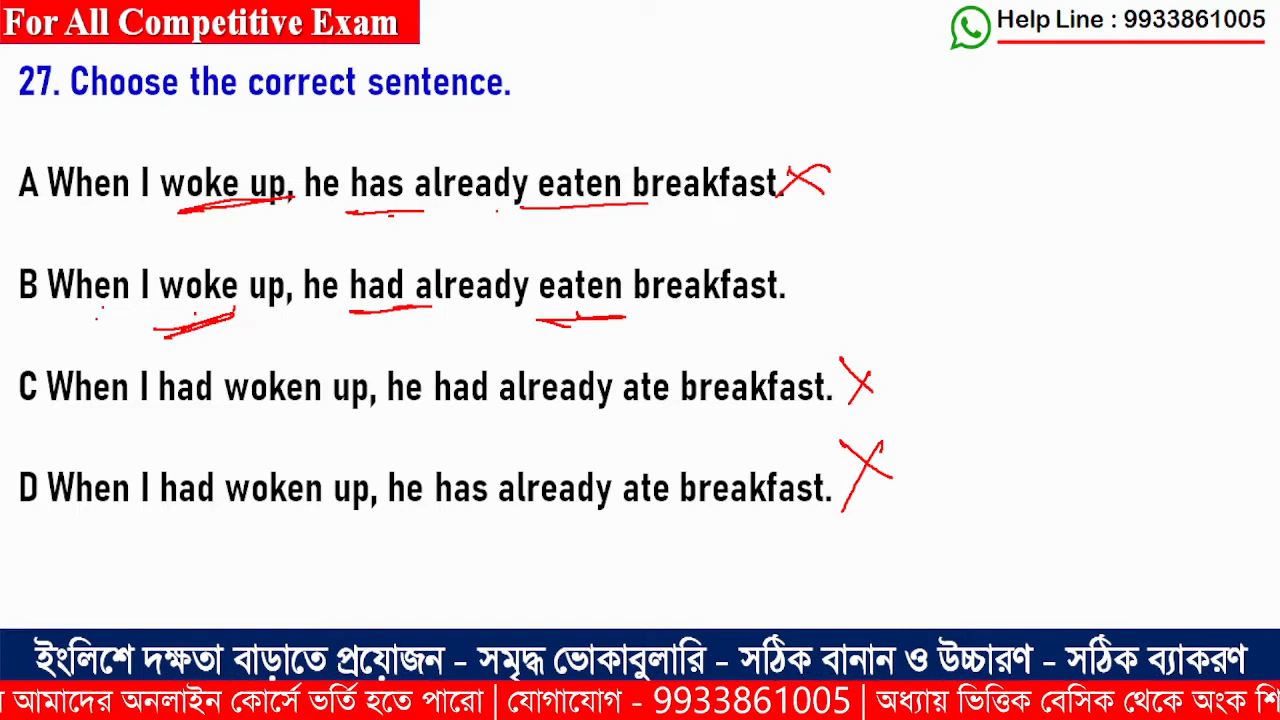 For All Competitive Exam
Help Line : 9933861005
27. Choose the correct sentence.
A When I woke up, he has already eaten breakfast.
B When I woke up, he had already eaten breakfast.
C When I had woken up, he had already ate breakfast.
D When I had woken up, he has already ate breakfast.
ইংলিশে দক্ষতা বাড়াতে প্রয়োজন - সমৃদ্ধ ভোকাবুলারি - সঠিক বানান ও উচ্চারণ - সঠিক ব্যাকরণ
আমাদের অনলাইন কোর্সে ভর্তি হতে পারো | যোগাযোগ - 9933861005 | অধ্যায় ভিত্তিক বেসিক থেকে অংক